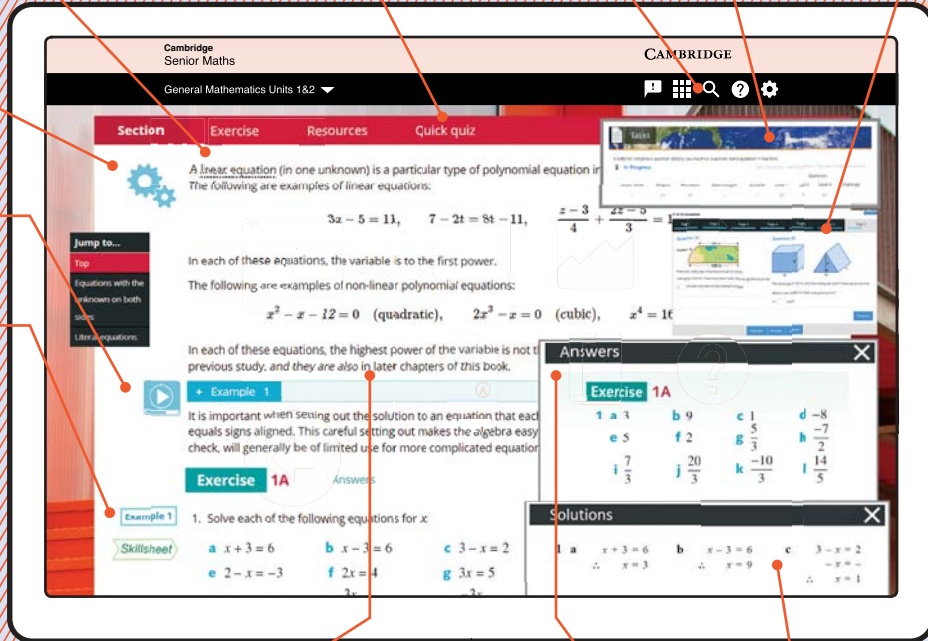 Cambridge
Senior Maths
CAMBRIDGE
General Mathematics Units 1&2
Section Exercise Resources Quick quiz
Tasks
In Progress
A linear equation (in one unknown) is a particular type of polynomial equation in
The following are examples of linear equations:
3x − 5 = 11, 7 − 2t = 8t − 11, (z − 3)/4 + (2z − 5)/3 = 1
Jump to...
Top
Equations with the
unknown on both
sides
Literal equations
In each of these equations, the variable is to the first power.
The following are examples of non-linear polynomial equations:
x² − x − 12 = 0 (quadratic), 2x³ − x = 0 (cubic), x⁴ = 16
In each of these equations, the highest power of the variable is not
previous study, and they are also in later chapters of this book.
+ Example 1
It is important when setting out the solution to an equation that each
equals signs aligned. This careful setting out makes the algebra easy
check, will generally be of limited use for more complicated equation
Exercise 1A Answers
Example 1
1. Solve each of the following equations for x
Skillsheet
a x + 3 = 6 b x − 3 = 6 c 3 − x = 2
e 2 − x = −3 f 2x = 4 g 3x = 5
3x −3x
Answers
Exercise 1A
1 a 3 b 9 c 1 d −8
e 5 f 2 g 5/3 h −7/2
i 7/3 j 20/3 k −10/3 l 14/5
Solutions
1 a x + 3 = 6 b x − 3 = 6 c 3 − x = 2
∴ x = 3 ∴ x = 9 − x = −
∴ x = 1